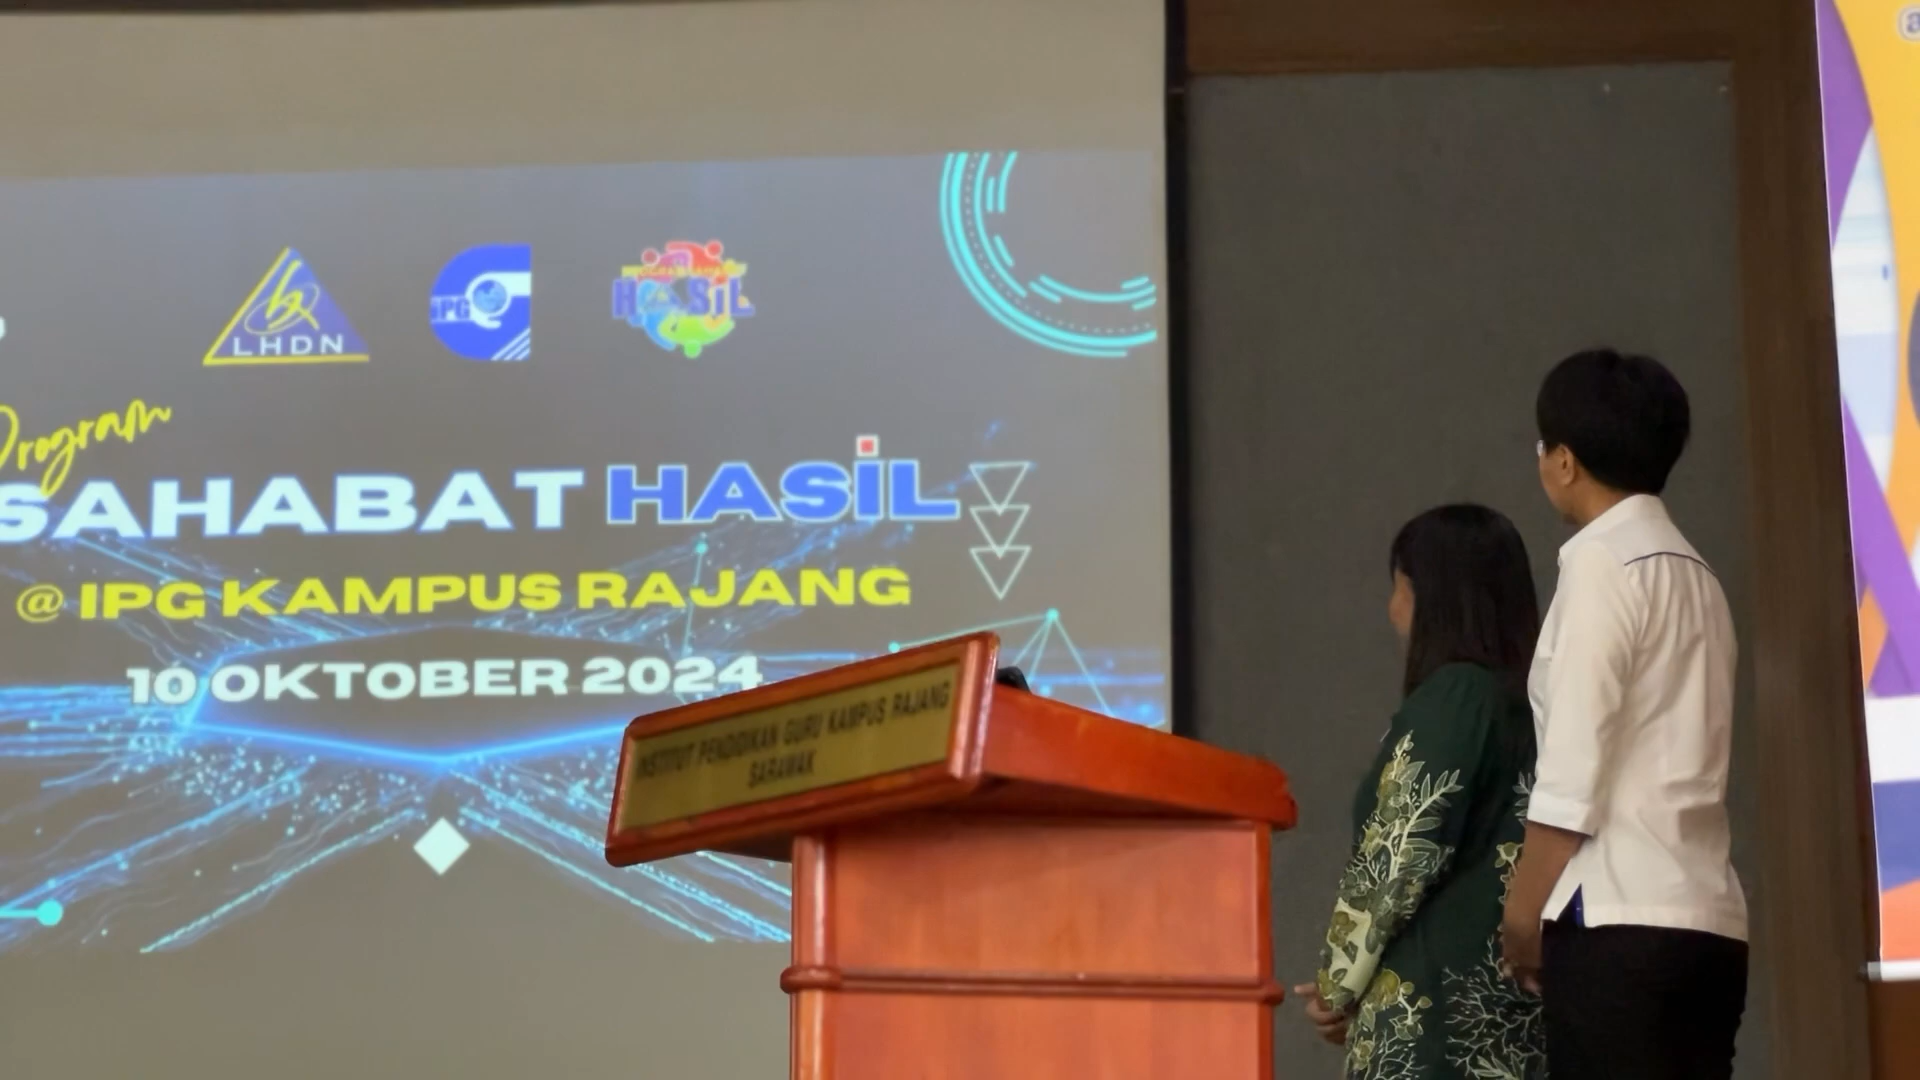 LHDN
IPG
HASiL
Program
SAHABAT HASiL
@ IPG KAMPUS RAJANG
10 OKTOBER 2024
INSTITUT PENDIDIKAN GURU KAMPUS RAJANG
SARAWAK